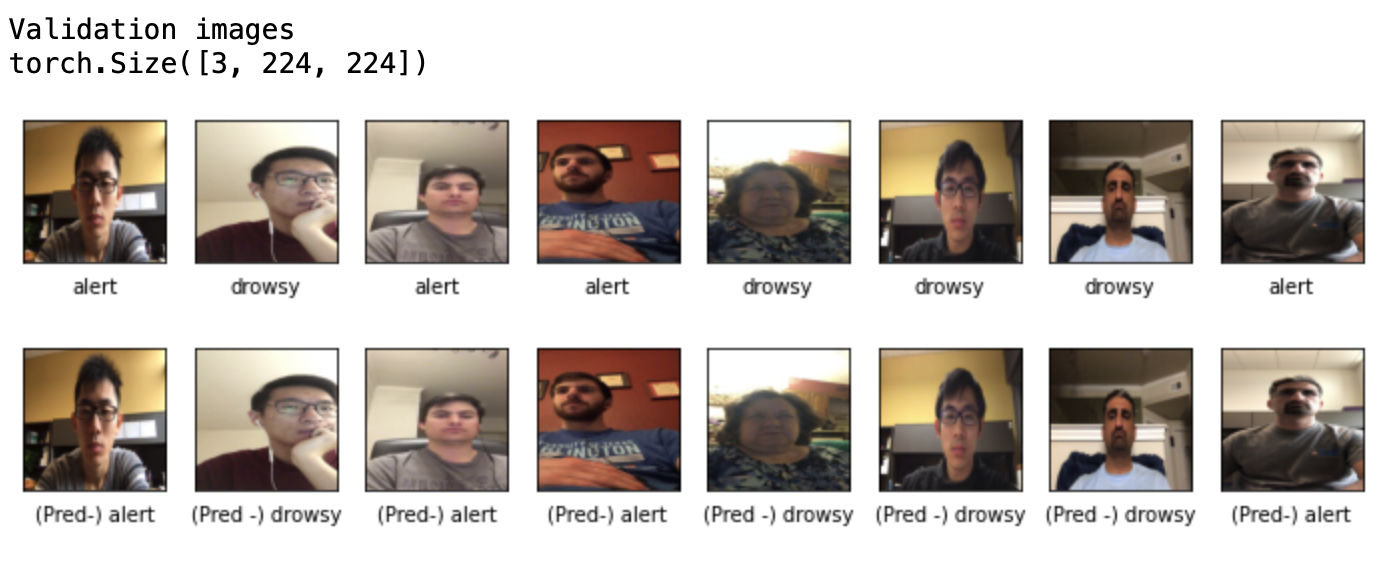 Validation images
torch.Size([3, 224, 224])
alert drowsy alert alert drowsy drowsy drowsy alert
(Pred-) alert (Pred -) drowsy (Pred-) alert (Pred-) alert (Pred -) drowsy (Pred -) drowsy (Pred -) drowsy (Pred-) alert